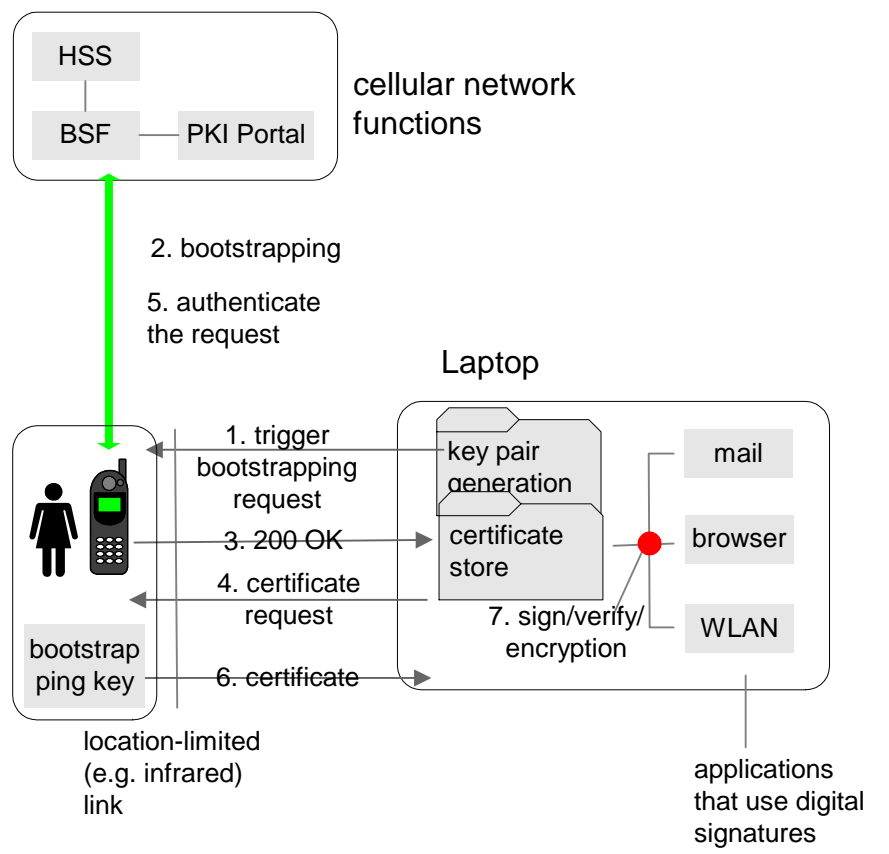 HSS
BSF
PKI Portal
cellular network
functions
2. bootstrapping
5. authenticate
the request
Laptop
1. trigger
bootstrapping
request
key pair
generation
mail
3. 200 OK
certificate
store
browser
4. certificate
request
7. sign/verify/
encryption
WLAN
bootstrap
ping key
6. certificate
location-limited
(e.g. infrared)
link
applications
that use digital
signatures